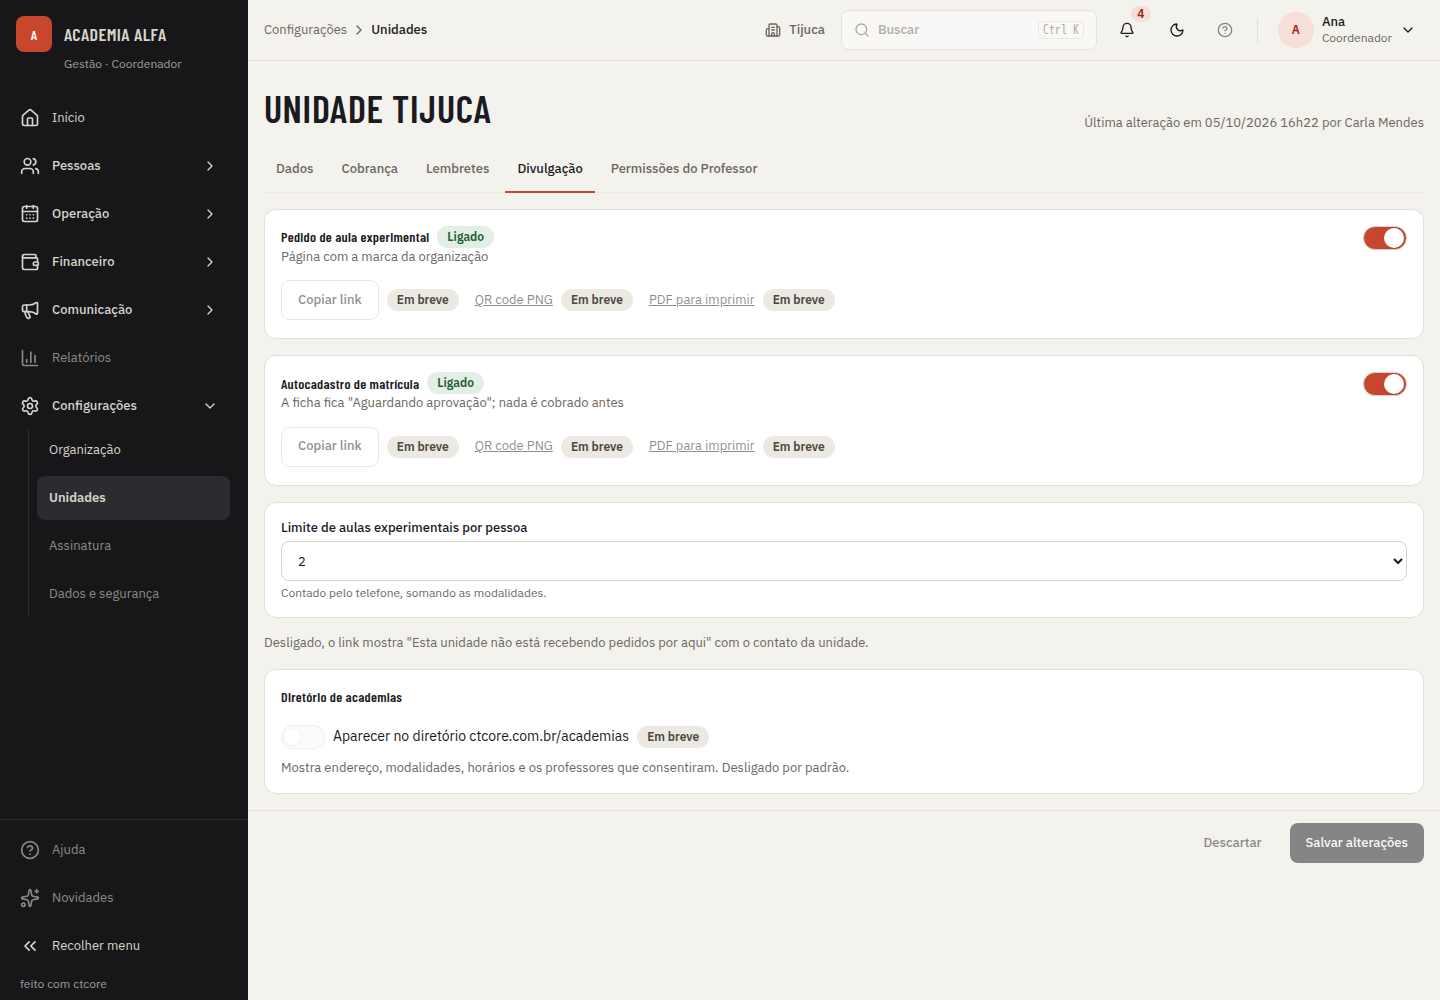 A
ACADEMIA ALFA
Gestão · Coordenador
Início
Pessoas
Operação
Financeiro
Comunicação
Relatórios
Configurações
Organização
Unidades
Assinatura
Dados e segurança
Ajuda
Novidades
Recolher menu
feito com ctcore
Configurações > Unidades
Tijuca
Buscar
Ctrl K
4
A
Ana
Coordenador
UNIDADE TIJUCA
Última alteração em 05/10/2026 16h22 por Carla Mendes
Dados Cobrança Lembretes Divulgação Permissões do Professor
Pedido de aula experimental Ligado
Página com a marca da organização
Copiar link Em breve QR code PNG Em breve PDF para imprimir Em breve
Autocadastro de matrícula Ligado
A ficha fica "Aguardando aprovação"; nada é cobrado antes
Copiar link Em breve QR code PNG Em breve PDF para imprimir Em breve
Limite de aulas experimentais por pessoa
2
Contado pelo telefone, somando as modalidades.
Desligado, o link mostra "Esta unidade não está recebendo pedidos por aqui" com o contato da unidade.
Diretório de academias
Aparecer no diretório ctcore.com.br/academias Em breve
Mostra endereço, modalidades, horários e os professores que consentiram. Desligado por padrão.
Descartar Salvar alterações